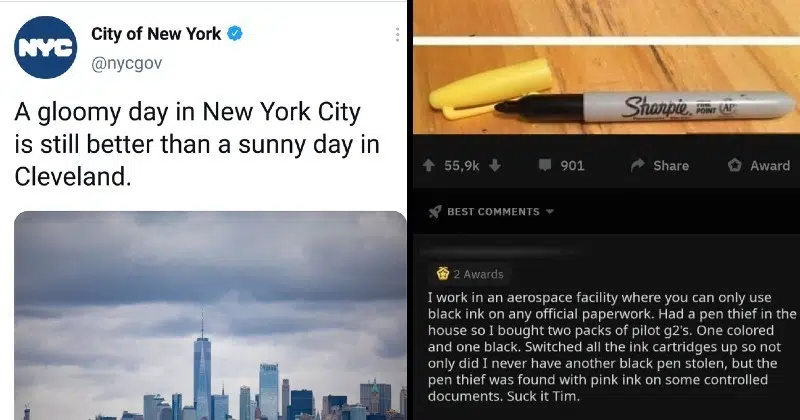 NYC
City of New York
@nycgov
A gloomy day in New York City
is still better than a sunny day in
Cleveland.
Sharpie. FINE POINT AP
55,9k
901
Share
Award
BEST COMMENTS
2 Awards
I work in an aerospace facility where you can only use
black ink on any official paperwork. Had a pen thief in the
house so I bought two packs of pilot g2's. One colored
and one black. Switched all the ink cartridges up so not
only did I never have another black pen stolen, but the
pen thief was found with pink ink on some controlled
documents. Suck it Tim.